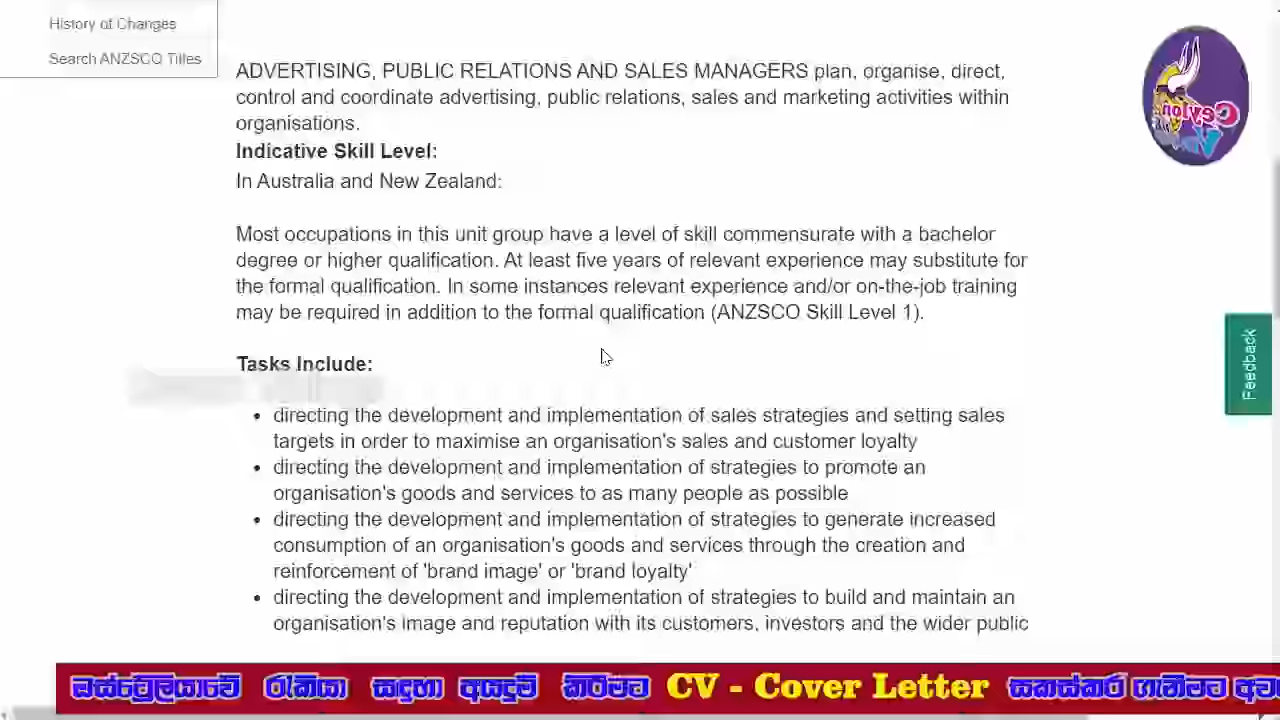 History of Changes
Search ANZSCO Titles
ADVERTISING, PUBLIC RELATIONS AND SALES MANAGERS plan, organise, direct,
control and coordinate advertising, public relations, sales and marketing activities within
organisations.
Indicative Skill Level:
In Australia and New Zealand:
Most occupations in this unit group have a level of skill commensurate with a bachelor
degree or higher qualification. At least five years of relevant experience may substitute for
the formal qualification. In some instances relevant experience and/or on-the-job training
may be required in addition to the formal qualification (ANZSCO Skill Level 1).
Tasks Include:
• directing the development and implementation of sales strategies and setting sales
targets in order to maximise an organisation's sales and customer loyalty
• directing the development and implementation of strategies to promote an
organisation's goods and services to as many people as possible
• directing the development and implementation of strategies to generate increased
consumption of an organisation's goods and services through the creation and
reinforcement of 'brand image' or 'brand loyalty'
• directing the development and implementation of strategies to build and maintain an
organisation's image and reputation with its customers, investors and the wider public
Feedback
Ceylon
ඔස්ට්‍රේලියාවේ රැකියා සඳහා අයදුම් කිරීමට CV - Cover Letter සකස්කර ගැනීමට